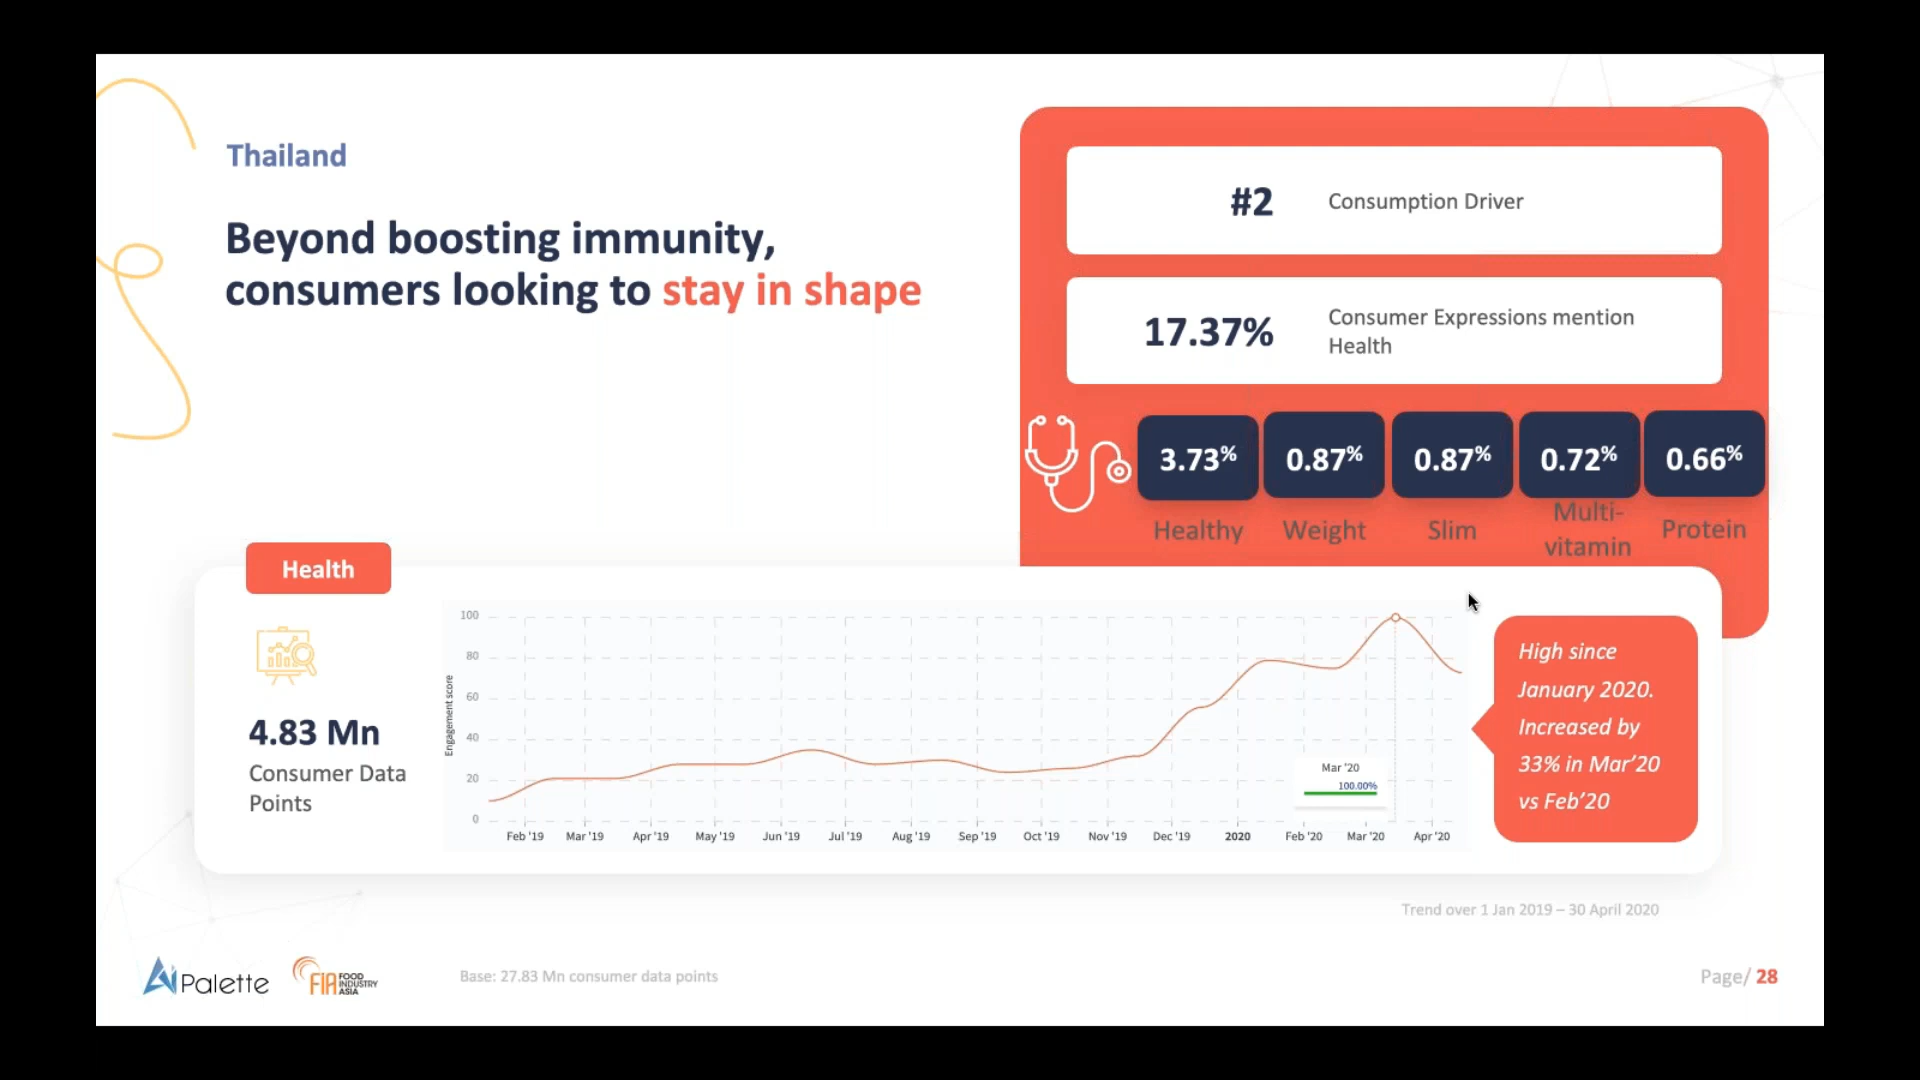 Thailand
Beyond boosting immunity,
consumers looking to stay in shape
#2
Consumption Driver
17.37%
Consumer Expressions mention
Health
3.73%
0.87%
0.87%
0.72%
0.66%
Healthy
Weight
Slim
Multi-
vitamin
Protein
Health
4.83 Mn
Consumer Data
Points
Engagement score
100
80
60
40
20
0
Feb '19
Mar '19
Apr '19
May '19
Jun '19
Jul '19
Aug '19
Sep '19
Oct '19
Nov '19
Dec '19
2020
Feb '20
Mar '20
Apr '20
Mar '20
100.00%
High since
January 2020.
Increased by
33% in Mar’20
vs Feb’20
Trend over 1 Jan 2019 – 30 April 2020
Ai Palette
FIA FOOD
INDUSTRY
ASIA
Base: 27.83 Mn consumer data points
Page/ 28